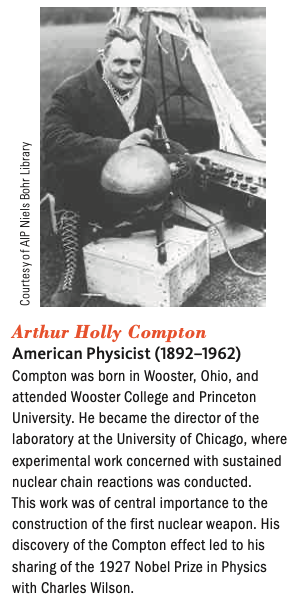 Courtesy of AIP Niels Bohr Library
Arthur Holly Compton
American Physicist (1892–1962)
Compton was born in Wooster, Ohio, and
attended Wooster College and Princeton
University. He became the director of the
laboratory at the University of Chicago, where
experimental work concerned with sustained
nuclear chain reactions was conducted.
This work was of central importance to the
construction of the first nuclear weapon. His
discovery of the Compton effect led to his
sharing of the 1927 Nobel Prize in Physics
with Charles Wilson.